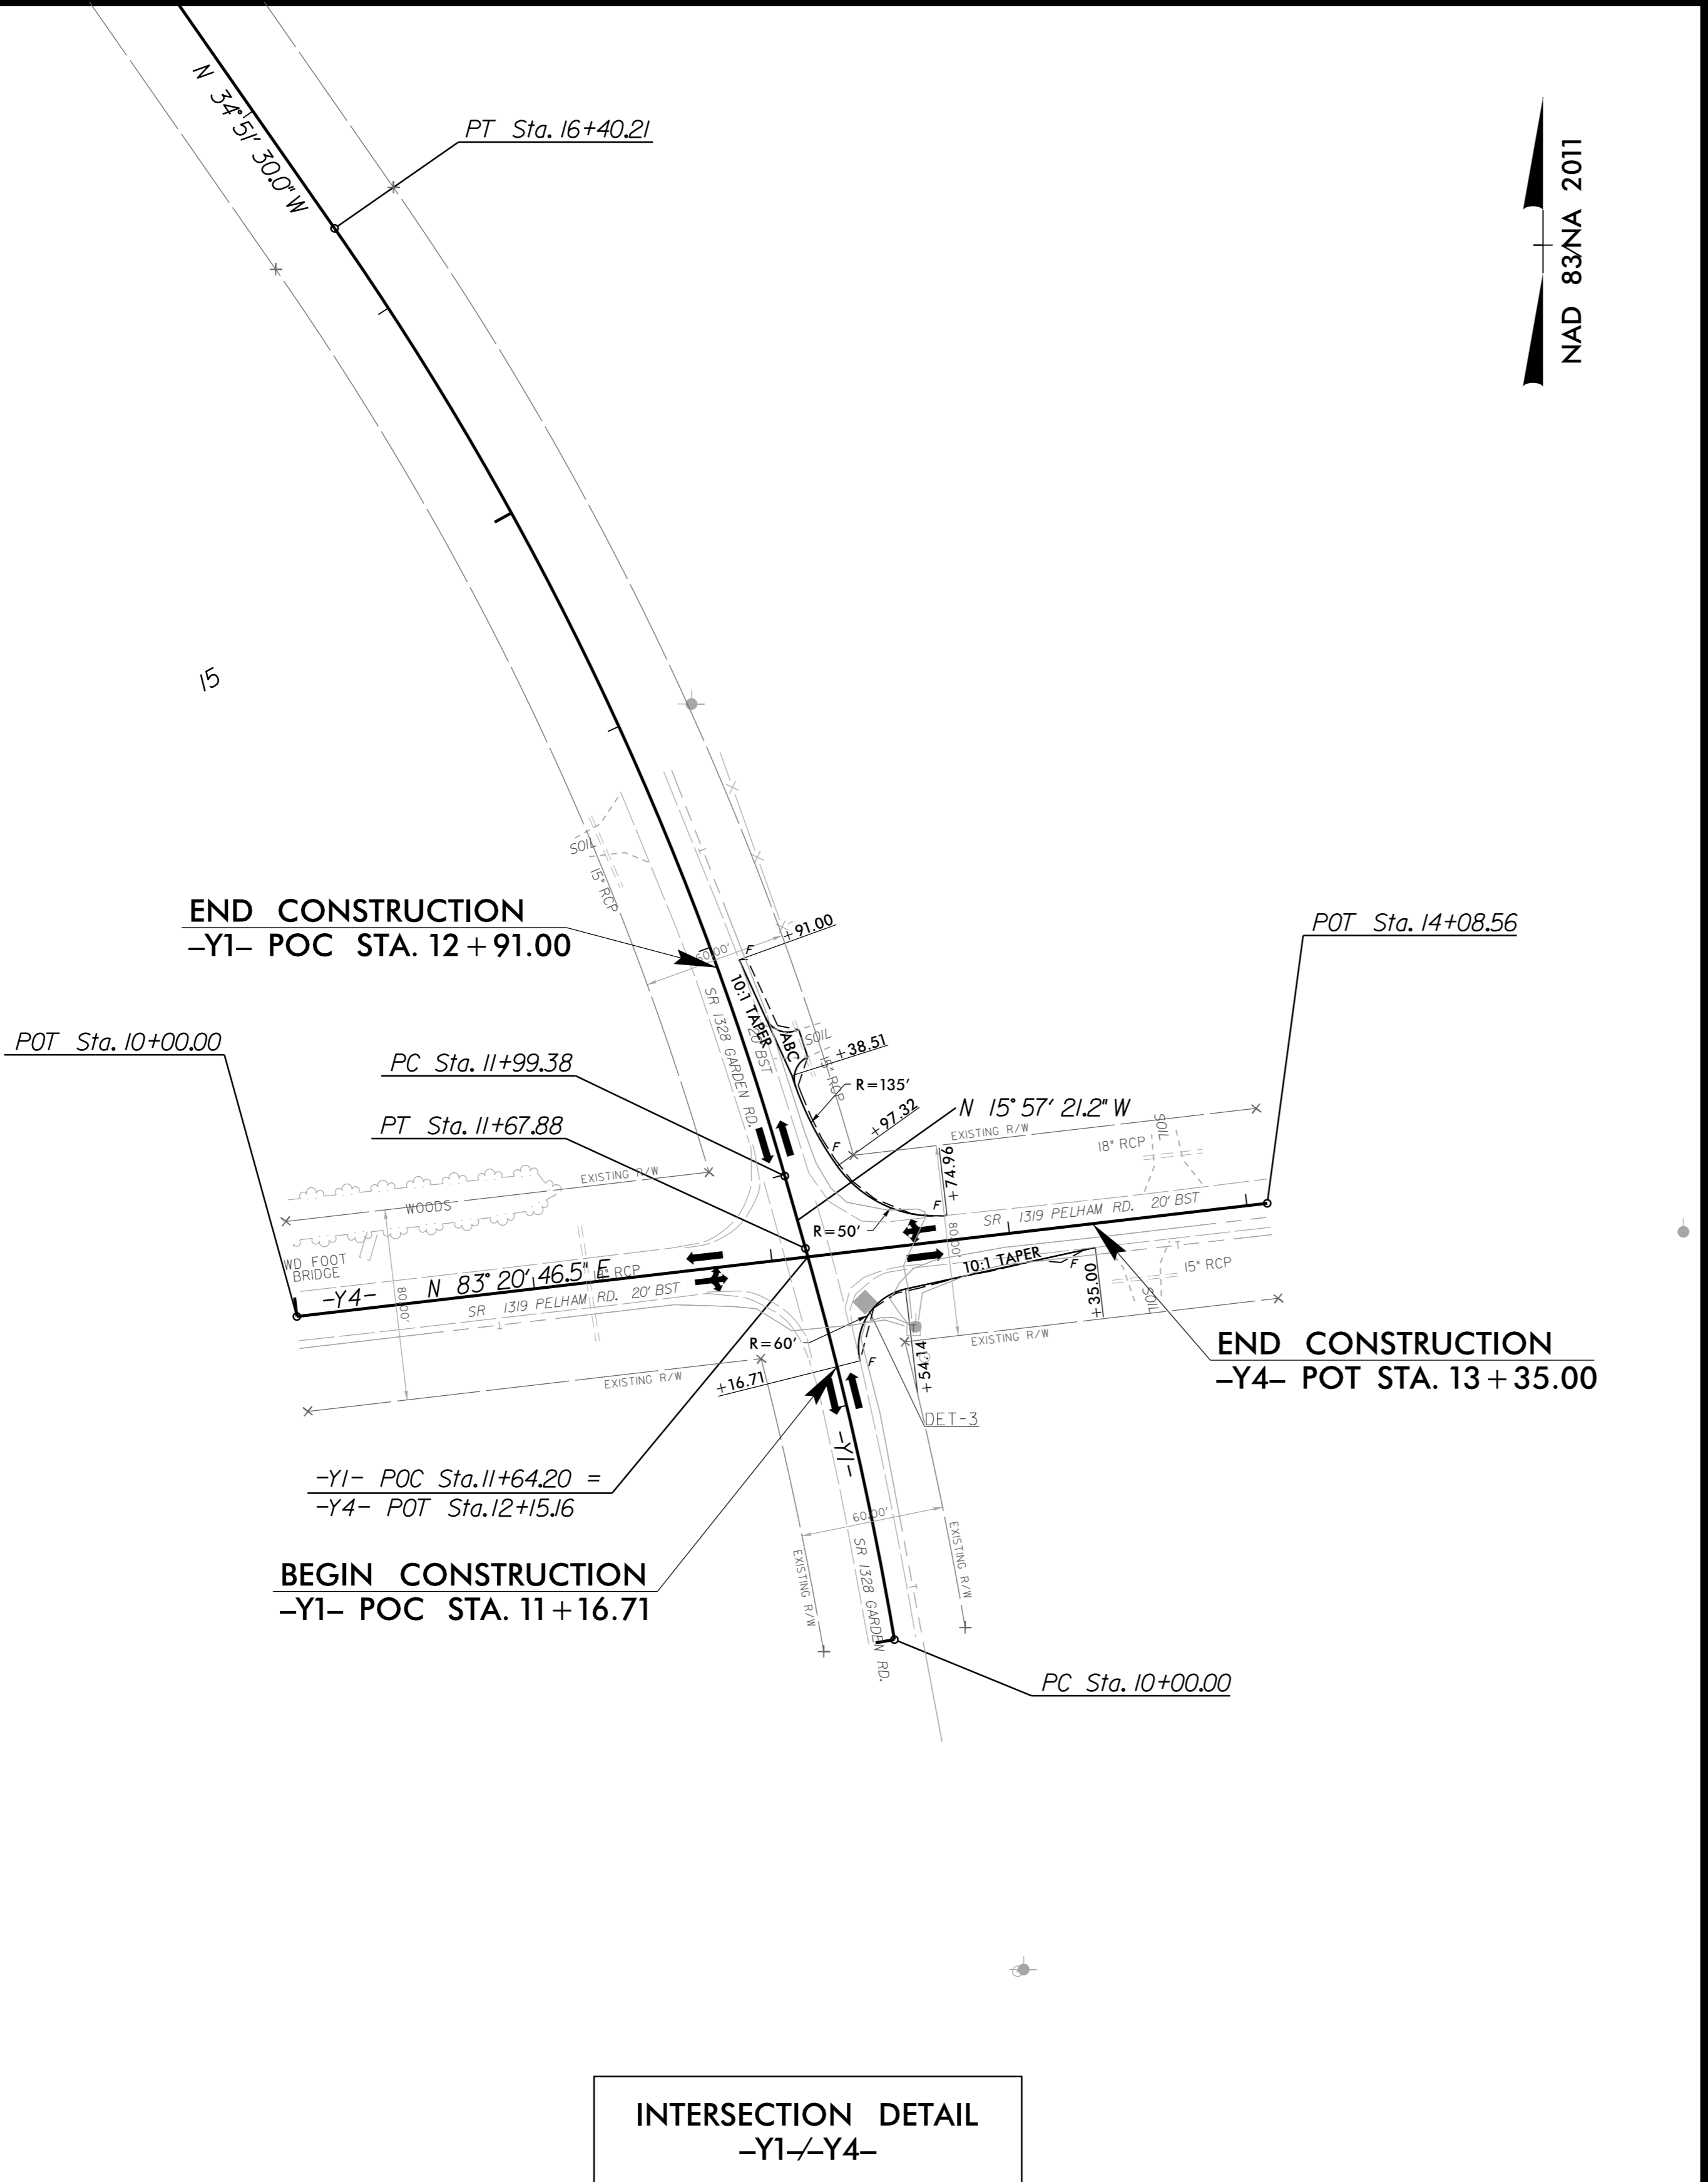 N 34°51' 30.0" W
PT Sta. 16+40.21
NAD 83/NA 2011
15
SOIL
15" RCP
END CONSTRUCTION
–Y1– POC STA. 12+91.00
60.00'
F
+91.00
POT Sta. 14+08.56
10:1 TAPER
SR 1328 GARDEN RD.
20' BST
ABC
SOIL
+38.51
15" RCP
POT Sta. 10+00.00
PC Sta. 11+99.38
R=135'
PT Sta. 11+67.88
+97.32
N 15° 57' 21.2" W
EXISTING R/W
SOIL
18" RCP
F
+74.96
EXISTING R/W
WOODS
F
SR 1319 PELHAM RD. 20' BST
R=50'
80.00'
10:1 TAPER
F
15" RCP
SOIL
WD FOOT
BRIDGE
N 83° 20' 46.5" E
18" RCP
–Y4–
80.00'
SR 1319 PELHAM RD. 20' BST
+35.00
R=60'
EXISTING R/W
END CONSTRUCTION
–Y4– POT STA. 13+35.00
F
+54.14
EXISTING R/W
+16.71
DET-3
–Y1–
–Y1– POC Sta. 11+64.20 =
–Y4– POT Sta. 12+15.16
60.00'
EXISTING R/W
EXISTING R/W
SR 1328 GARDEN RD.
BEGIN CONSTRUCTION
–Y1– POC STA. 11+16.71
PC Sta. 10+00.00
INTERSECTION DETAIL
–Y1–/–Y4–